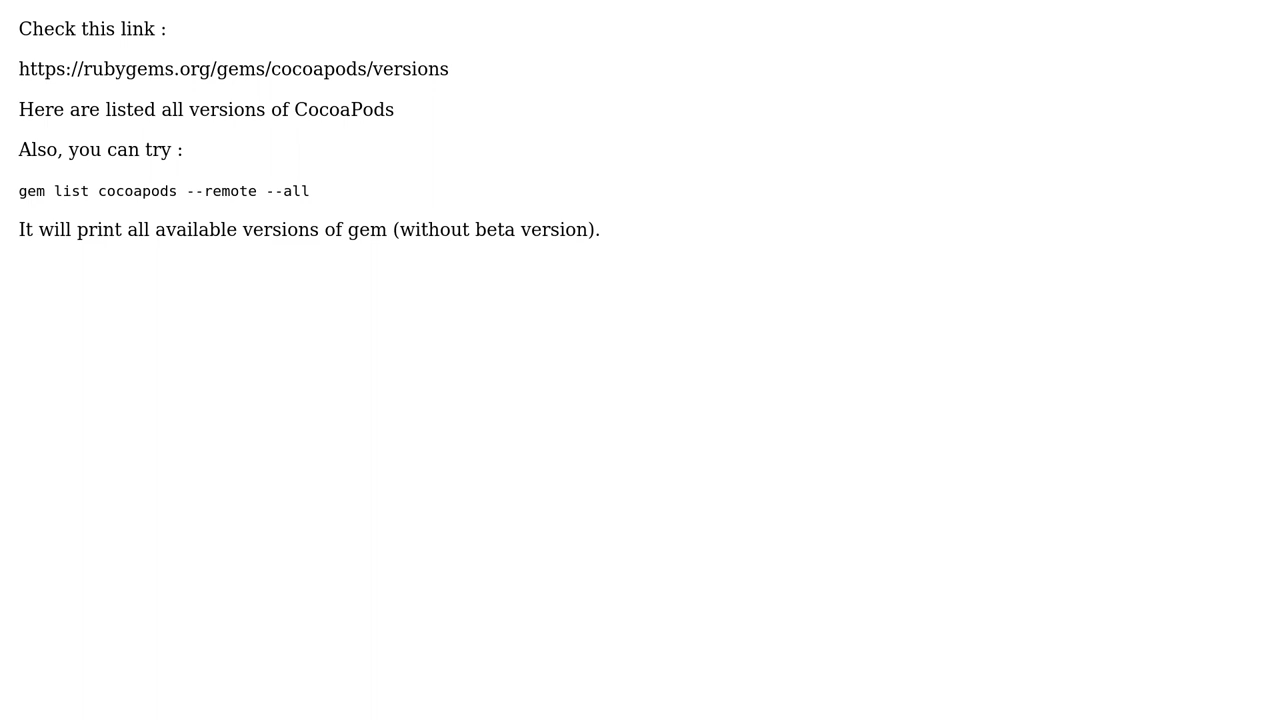 Check this link :
https://rubygems.org/gems/cocoapods/versions
Here are listed all versions of CocoaPods
Also, you can try :
gem list cocoapods --remote --all
It will print all available versions of gem (without beta version).